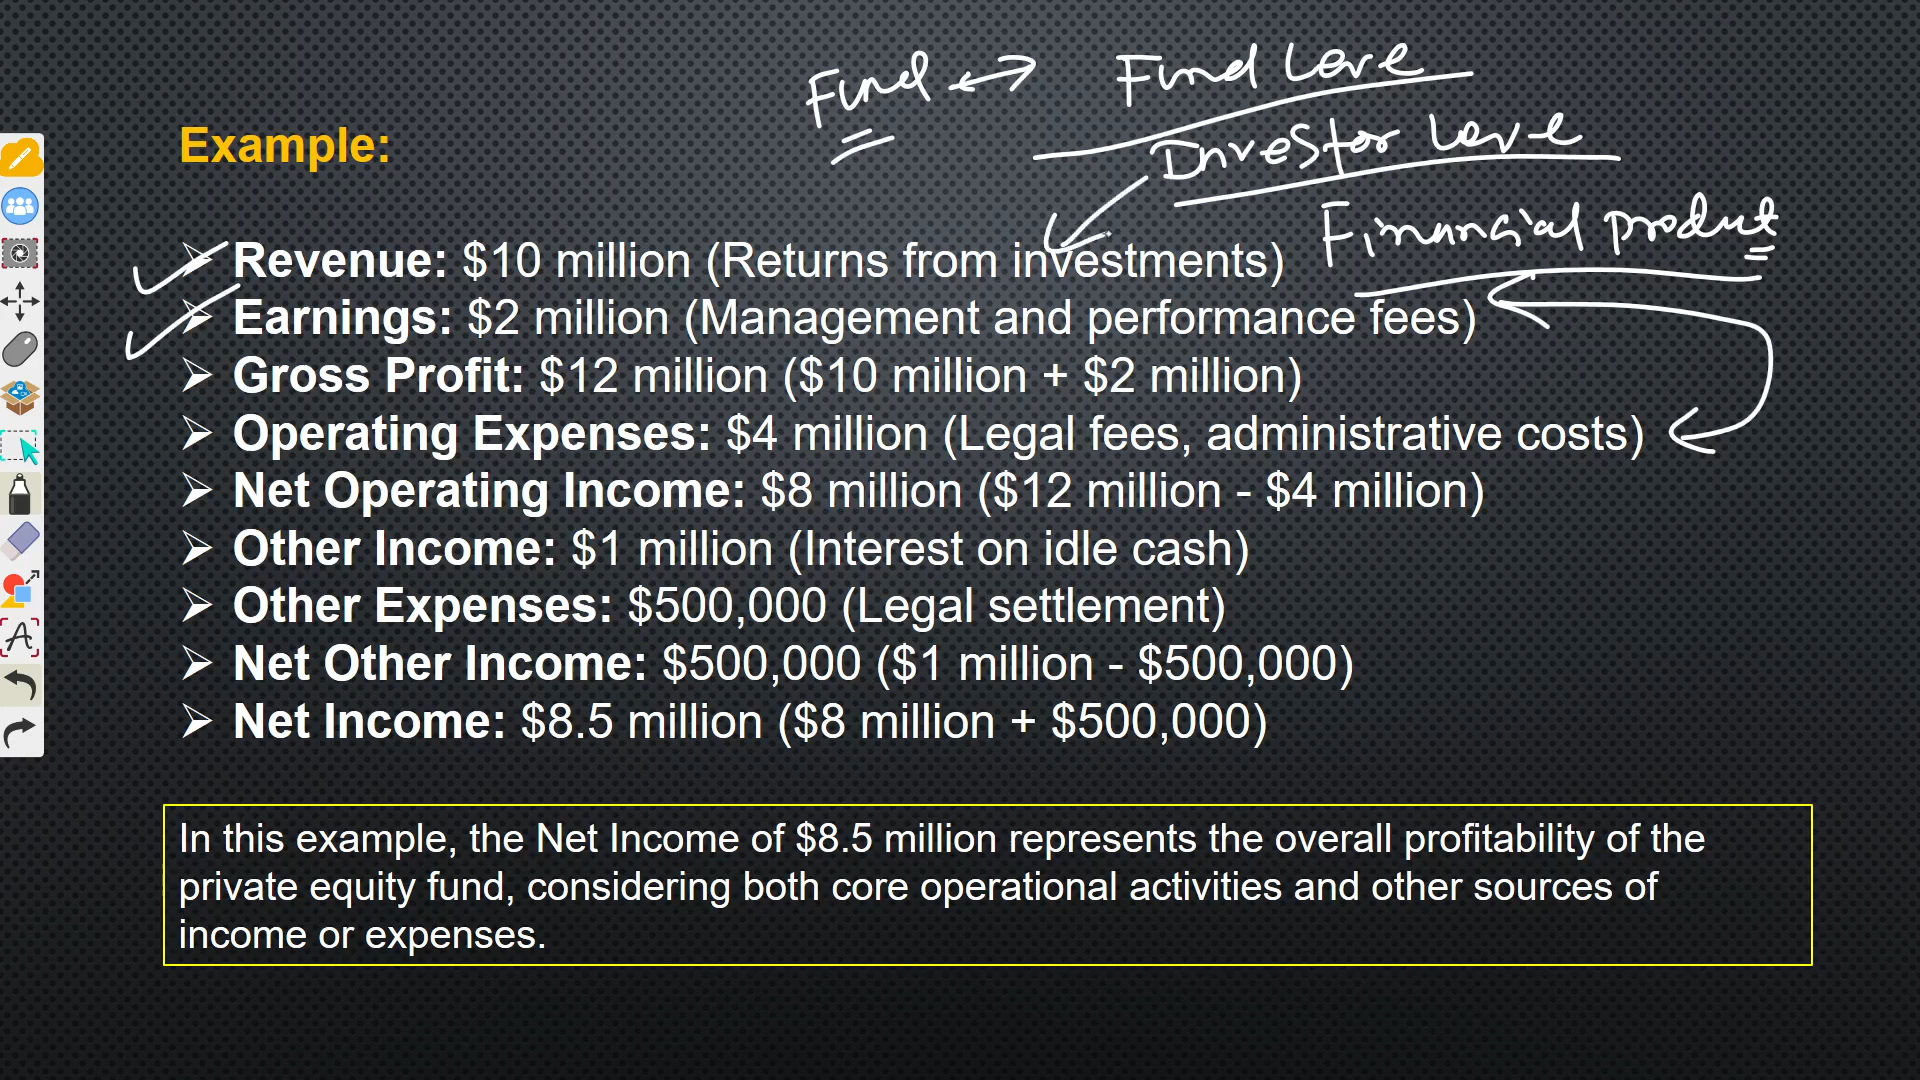 Fund ↔ Fund Level
Investor Level
Financial Product
Example:
➢ Revenue: $10 million (Returns from investments)
➢ Earnings: $2 million (Management and performance fees)
➢ Gross Profit: $12 million ($10 million + $2 million)
➢ Operating Expenses: $4 million (Legal fees, administrative costs)
➢ Net Operating Income: $8 million ($12 million - $4 million)
➢ Other Income: $1 million (Interest on idle cash)
➢ Other Expenses: $500,000 (Legal settlement)
➢ Net Other Income: $500,000 ($1 million - $500,000)
➢ Net Income: $8.5 million ($8 million + $500,000)
In this example, the Net Income of $8.5 million represents the overall profitability of the
private equity fund, considering both core operational activities and other sources of
income or expenses.